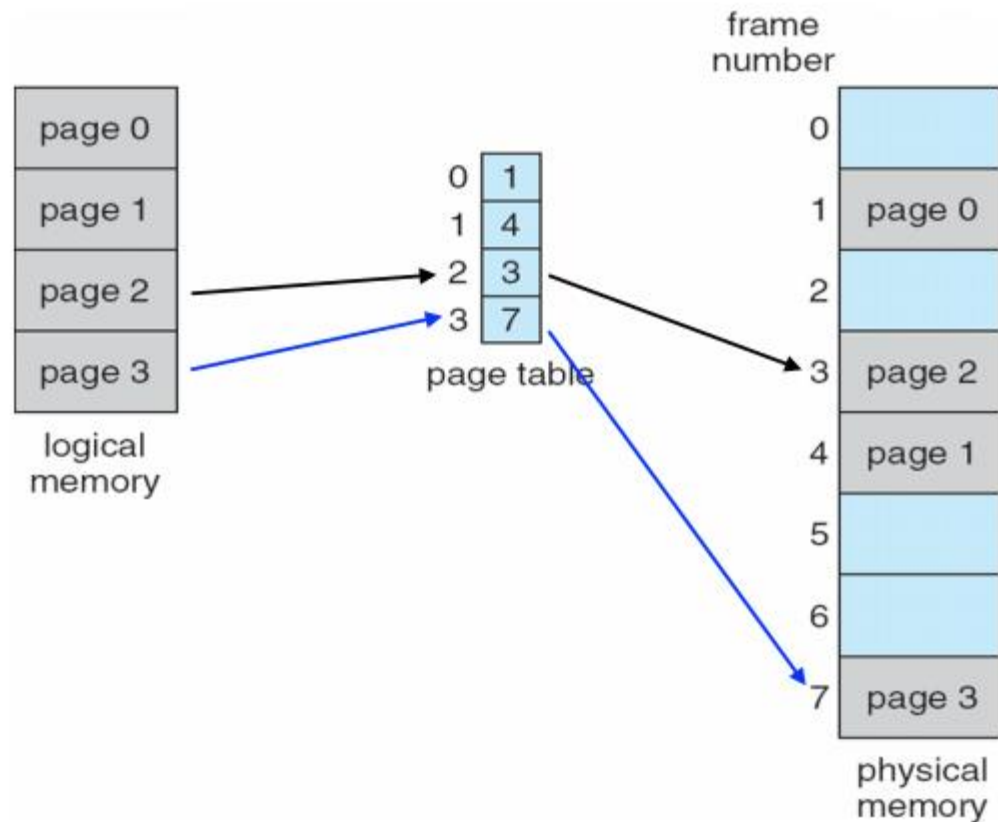 frame
number
page 0
page 1
page 2
page 3
logical
memory
0 1
1 4
2 3
3 7
page table
0
1 page 0
2
3 page 2
4 page 1
5
6
7 page 3
physical
memory